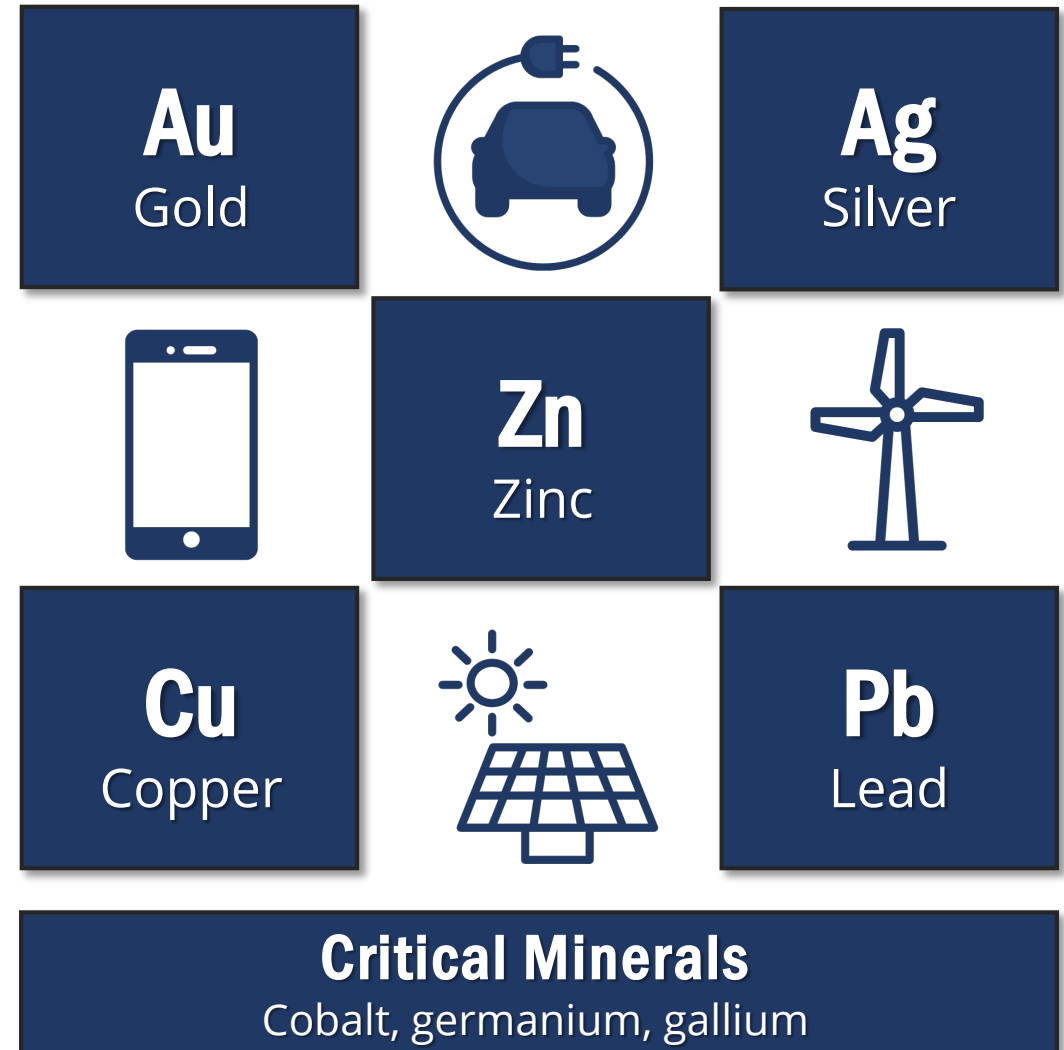 Au
Gold
Ag
Silver
Zn
Zinc
Cu
Copper
Pb
Lead
Critical Minerals
Cobalt, germanium, gallium